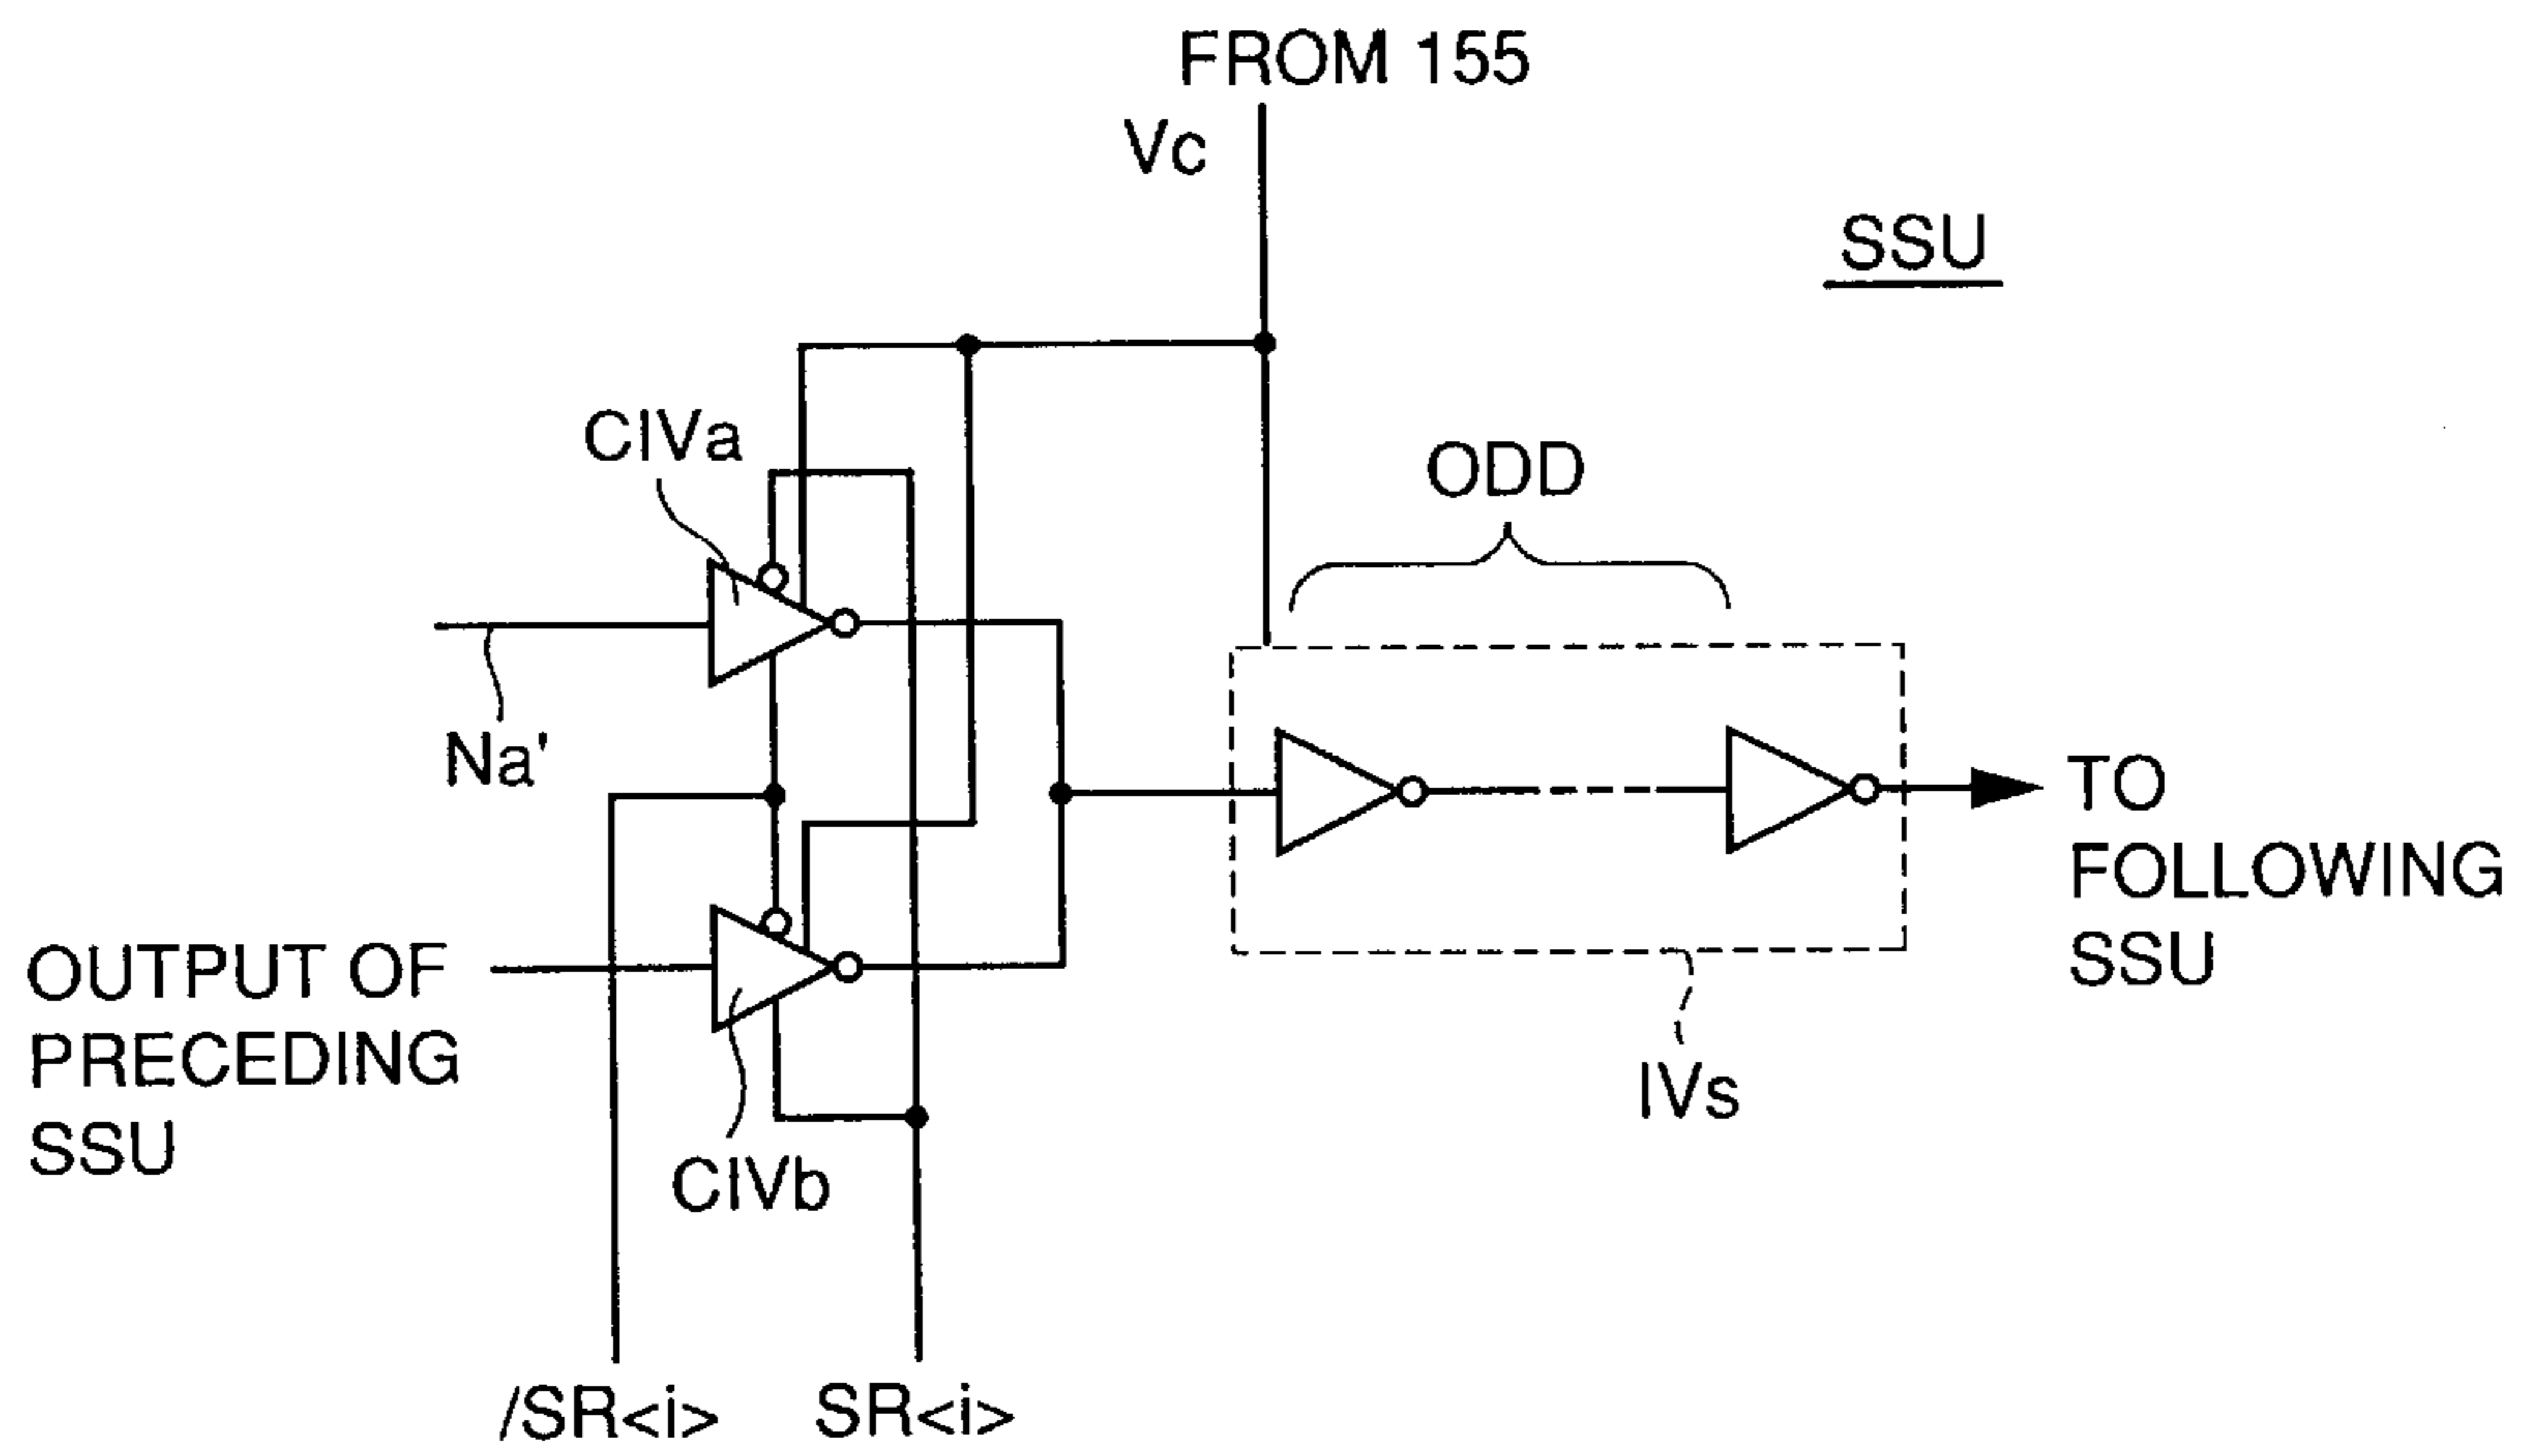 FROM 155
Vc
SSU
CIVa
ODD
Na'
TO
FOLLOWING
SSU
OUTPUT OF
PRECEDING
SSU
IVs
CIVb
/SR<i>
SR<i>